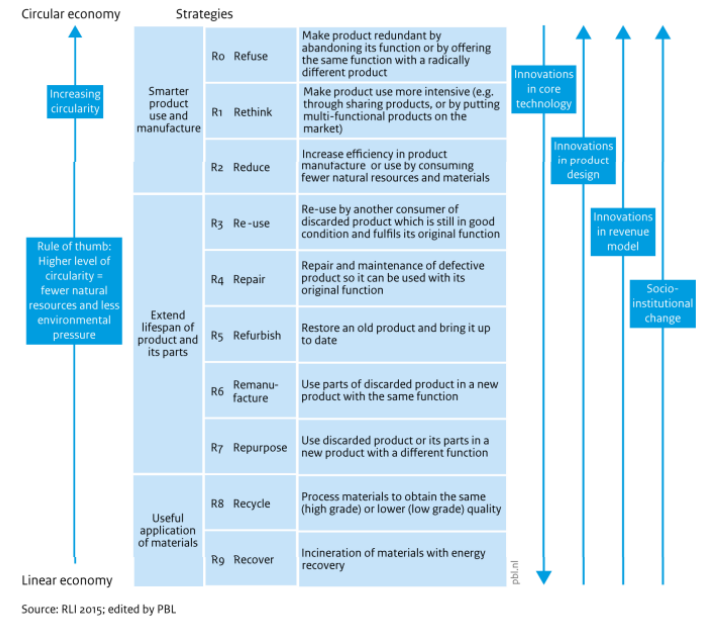 Circular economy
Strategies
Increasing
circularity
Rule of thumb:
Higher level of
circularity =
fewer natural
resources and less
environmental
pressure
Linear economy
Smarter
product
use and
manufacture
R0 Refuse
Make product redundant by
abandoning its function or by offering
the same function with a radically
different product
R1 Rethink
Make product use more intensive (e.g.
through sharing products, or by putting
multi-functional products on the
market)
R2 Reduce
Increase efficiency in product
manufacture or use by consuming
fewer natural resources and materials
Extend
lifespan of
product and
its parts
R3 Re-use
Re-use by another consumer of
discarded product which is still in good
condition and fulfils its original function
R4 Repair
Repair and maintenance of defective
product so it can be used with its
original function
R5 Refurbish
Restore an old product and bring it up
to date
R6 Remanu-
facture
Use parts of discarded product in a new
product with the same function
R7 Repurpose
Use discarded product or its parts in a
new product with a different function
Useful
application
of materials
R8 Recycle
Process materials to obtain the same
(high grade) or lower (low grade) quality
R9 Recover
Incineration of materials with energy
recovery
Innovations
in core
technology
Innovations
in product
design
Innovations
in revenue
model
Socio-
institutional
change
pbl.nl
Source: RLI 2015; edited by PBL